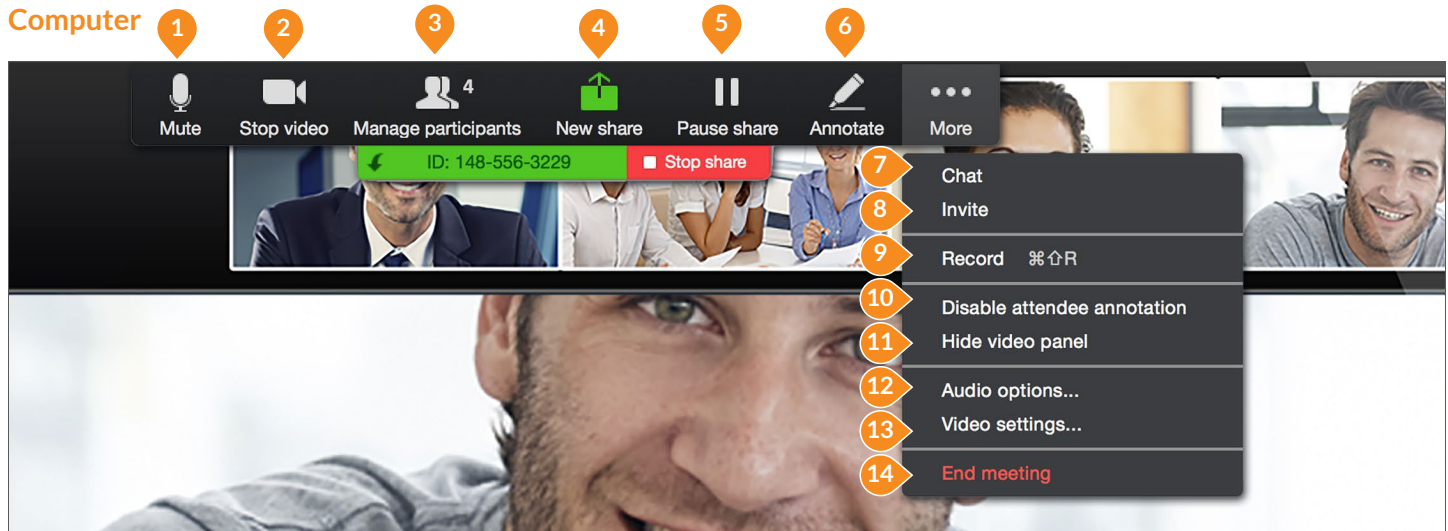 Computer
1 2 3 4 5 6
4
Mute Stop video Manage participants New share Pause share Annotate More
ID: 148-556-3229 Stop share
7 Chat
8 Invite
9 Record ⌘⇧R
10 Disable attendee annotation
11 Hide video panel
12 Audio options...
13 Video settings...
14 End meeting